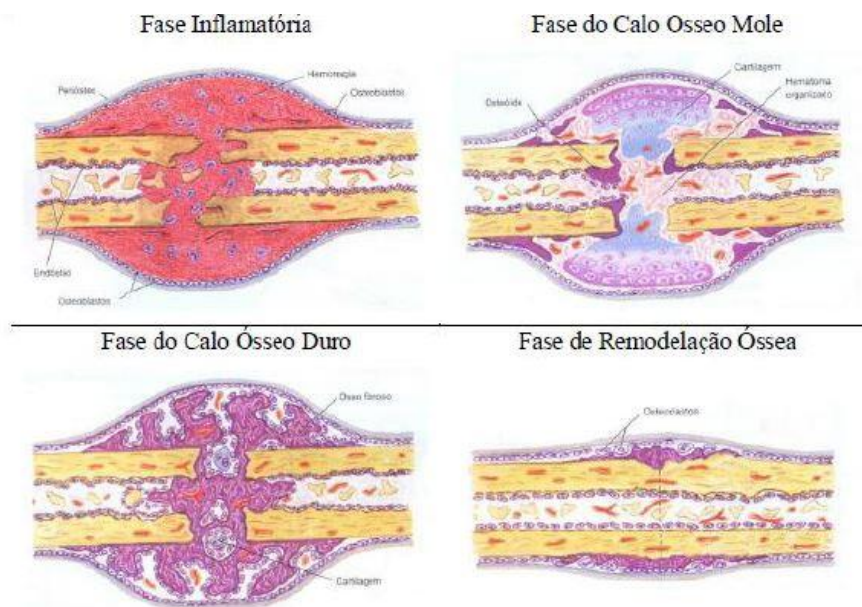 Fase Inflamatória
Hemorragia
Periósteo
Osteoblastos
Endósteo
Osteoblastos
Fase do Calo Osseo Mole
Cartilagem
Hematoma
organizado
Osteóide
Fase do Calo Ósseo Duro
Osso fibroso
Cartilagem
Fase de Remodelação Óssea
Osteoclastos